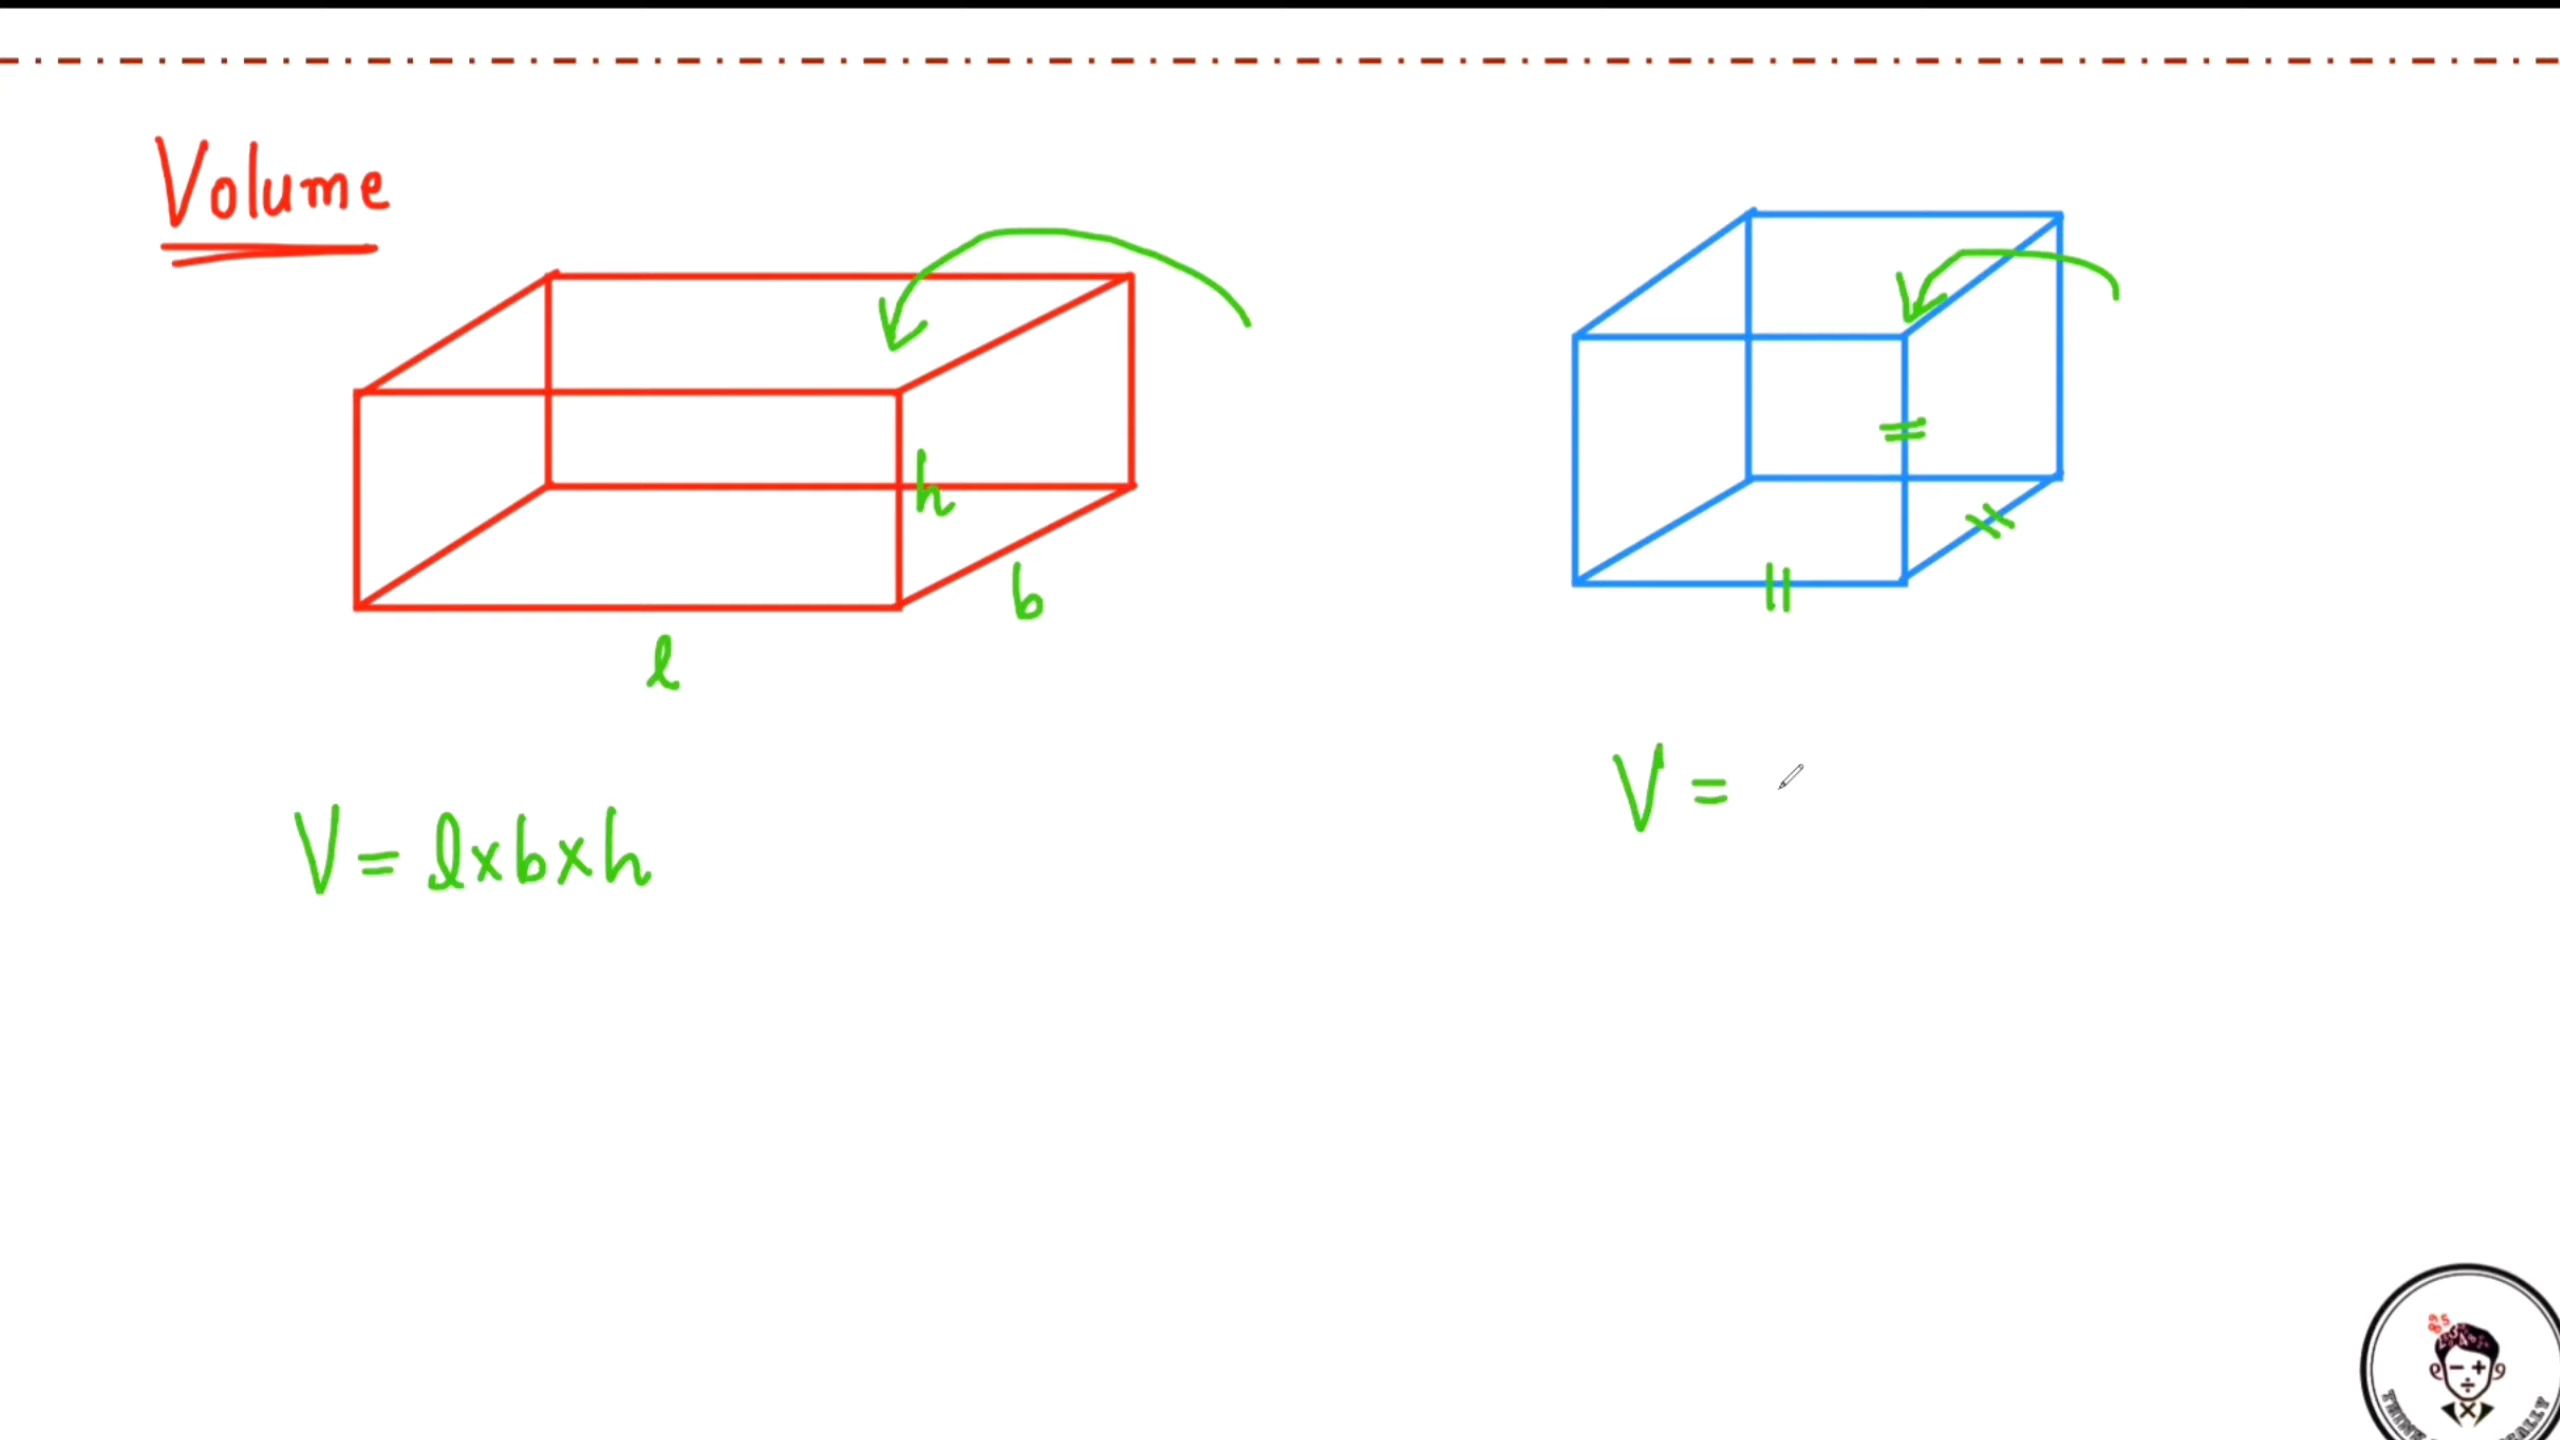 Volume
h
b
l
V = l×b×h
V =